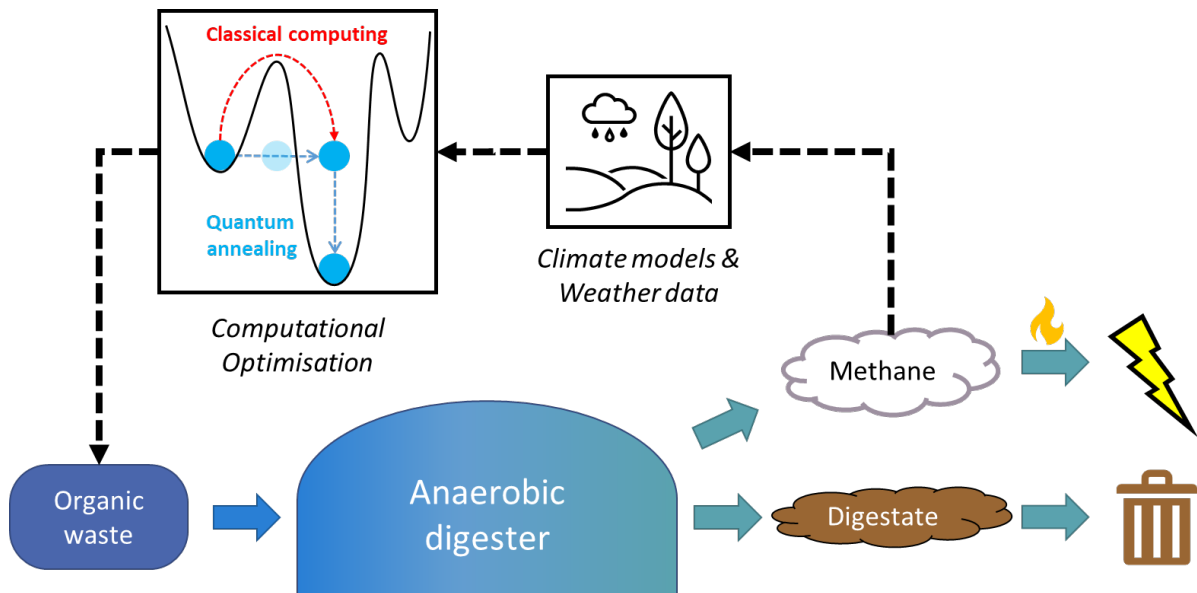 Classical computing
Quantum
annealing
Computational
Optimisation
Climate models &
Weather data
Methane
Organic
waste
Anaerobic
digester
Digestate